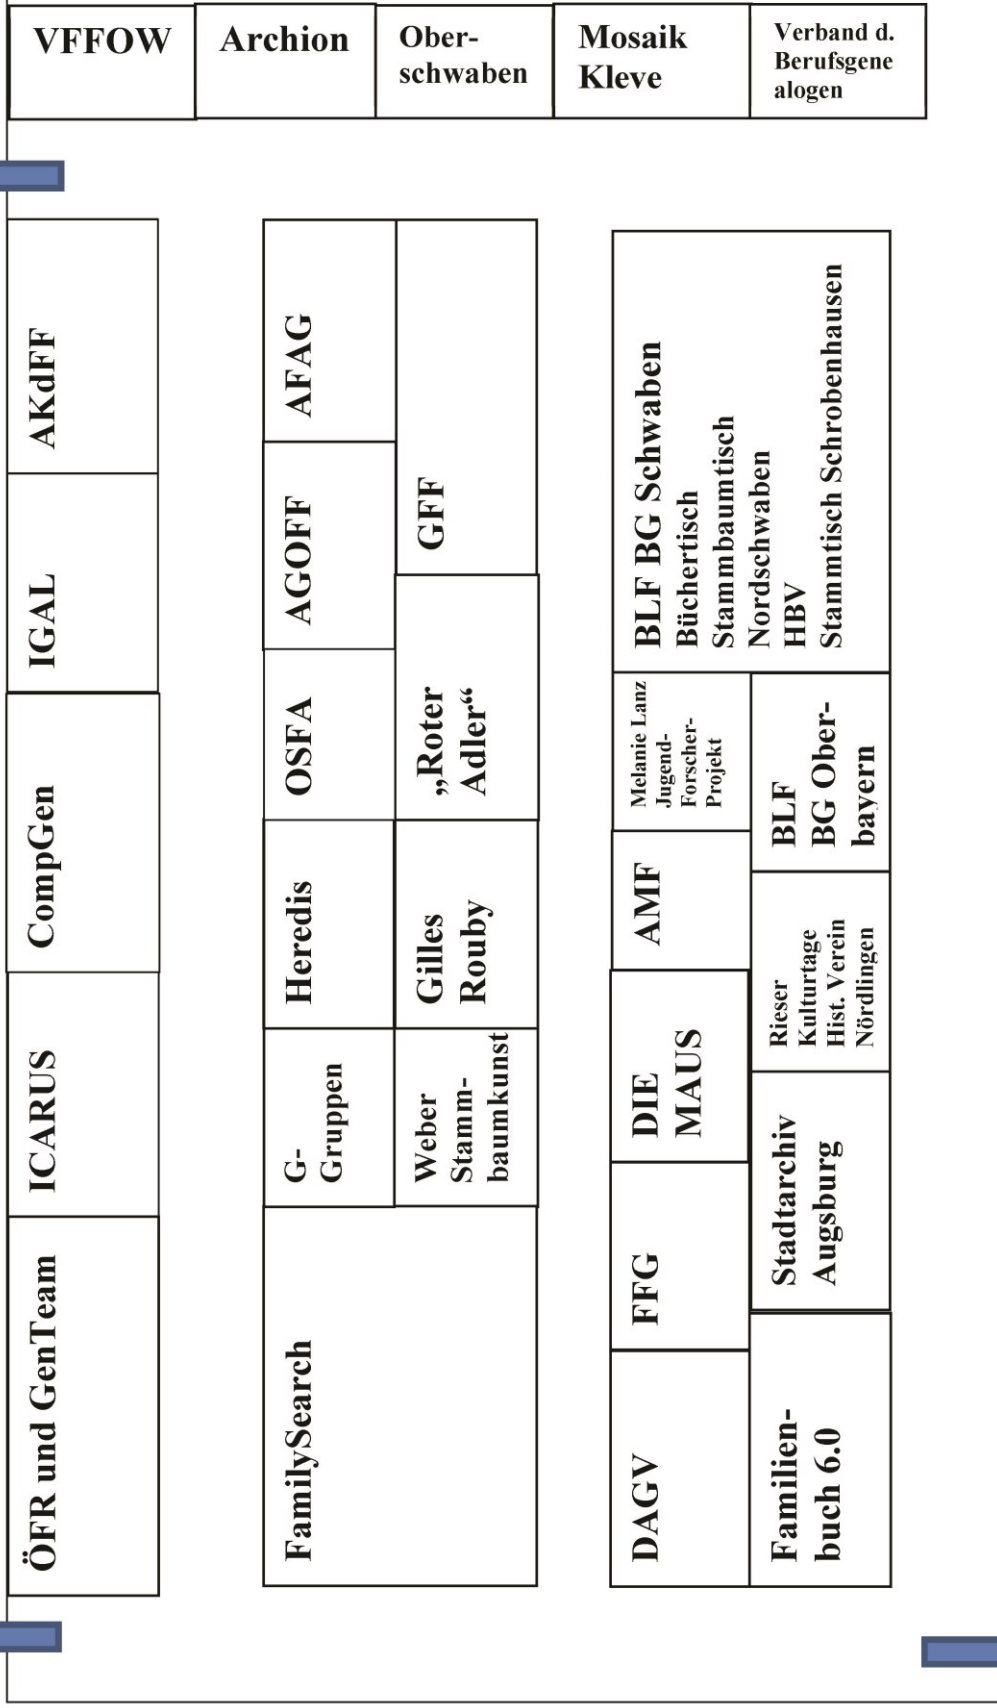 VFFOW
Archion
Ober-
schwaben
Mosaik
Kleve
Verband d.
Berufsgene
alogen
AKdFF
IGAL
CompGen
ICARUS
ÖFR und GenTeam
AFAG
AGOFF
OSFA
Heredis
G-
Gruppen
FamilySearch
GFF
„Roter
Adler“
Gilles
Rouby
Weber
Stamm-
baumkunst
BLF BG Schwaben
Büchertisch
Stammbaumtisch
Nordschwaben
HBV
Stammtisch Schrobenhausen
Melanie Lanz
Jugend-
Forscher-
Projekt
AMF
DIE
MAUS
FFG
DAGV
BLF
BG Ober-
bayern
Rieser
Kulturtage
Hist. Verein
Nördlingen
Stadtarchiv
Augsburg
Familien-
buch 6.0